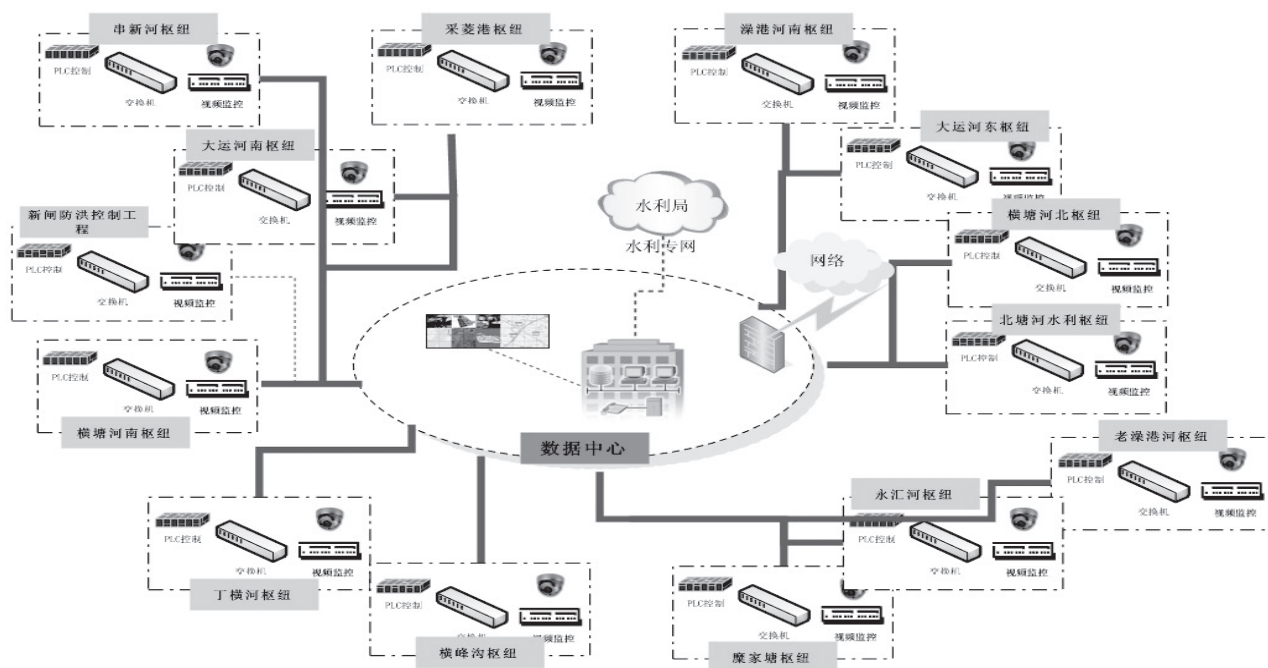 串新河枢纽
PLC控制
交换机
视频监控
采菱港枢纽
PLC控制
交换机
视频监控
澡港河南枢纽
PLC控制
交换机
视频监控
大运河南枢纽
PLC控制
交换机
视频监控
大运河东枢纽
PLC控制
交换机
视频监控
新闸防洪控制工
程
PLC控制
交换机
视频监控
水利局
水利专网
网络
横塘河北枢纽
PLC控制
交换机
视频监控
北塘河水利枢纽
PLC控制
交换机
视频监控
PLC控制
交换机
视频监控
横塘河南枢纽
数据中心
老澡港河枢纽
PLC控制
交换机
视频监控
永汇河枢纽
PLC控制
交换机
视频监控
PLC控制
交换机
视频监控
丁横河枢纽
PLC控制
交换机
视频监控
横峰沟枢纽
PLC控制
交换机
视频监控
糜家塘枢纽